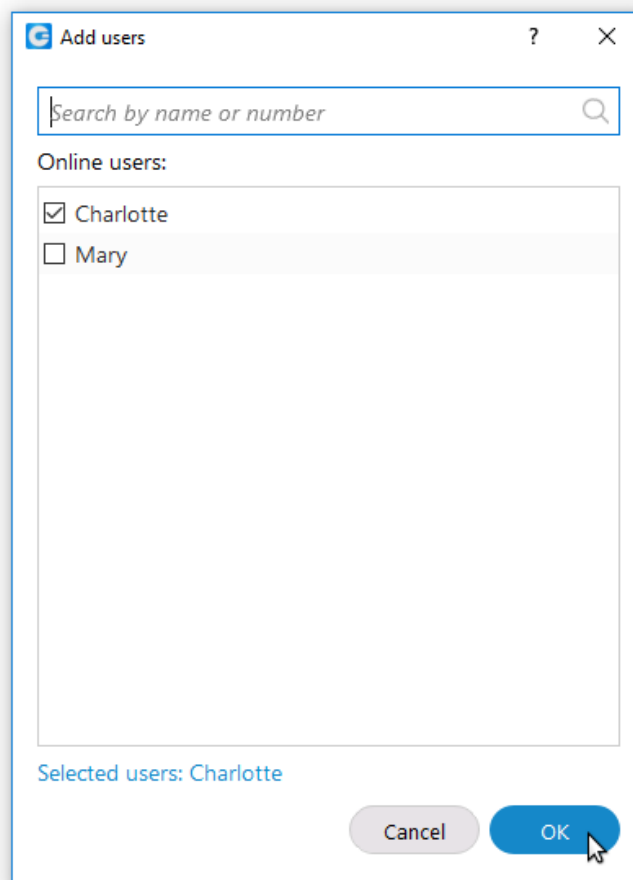 Add users
?
Search by name or number
Online users:
Charlotte
Mary
Selected users: Charlotte
Cancel
OK